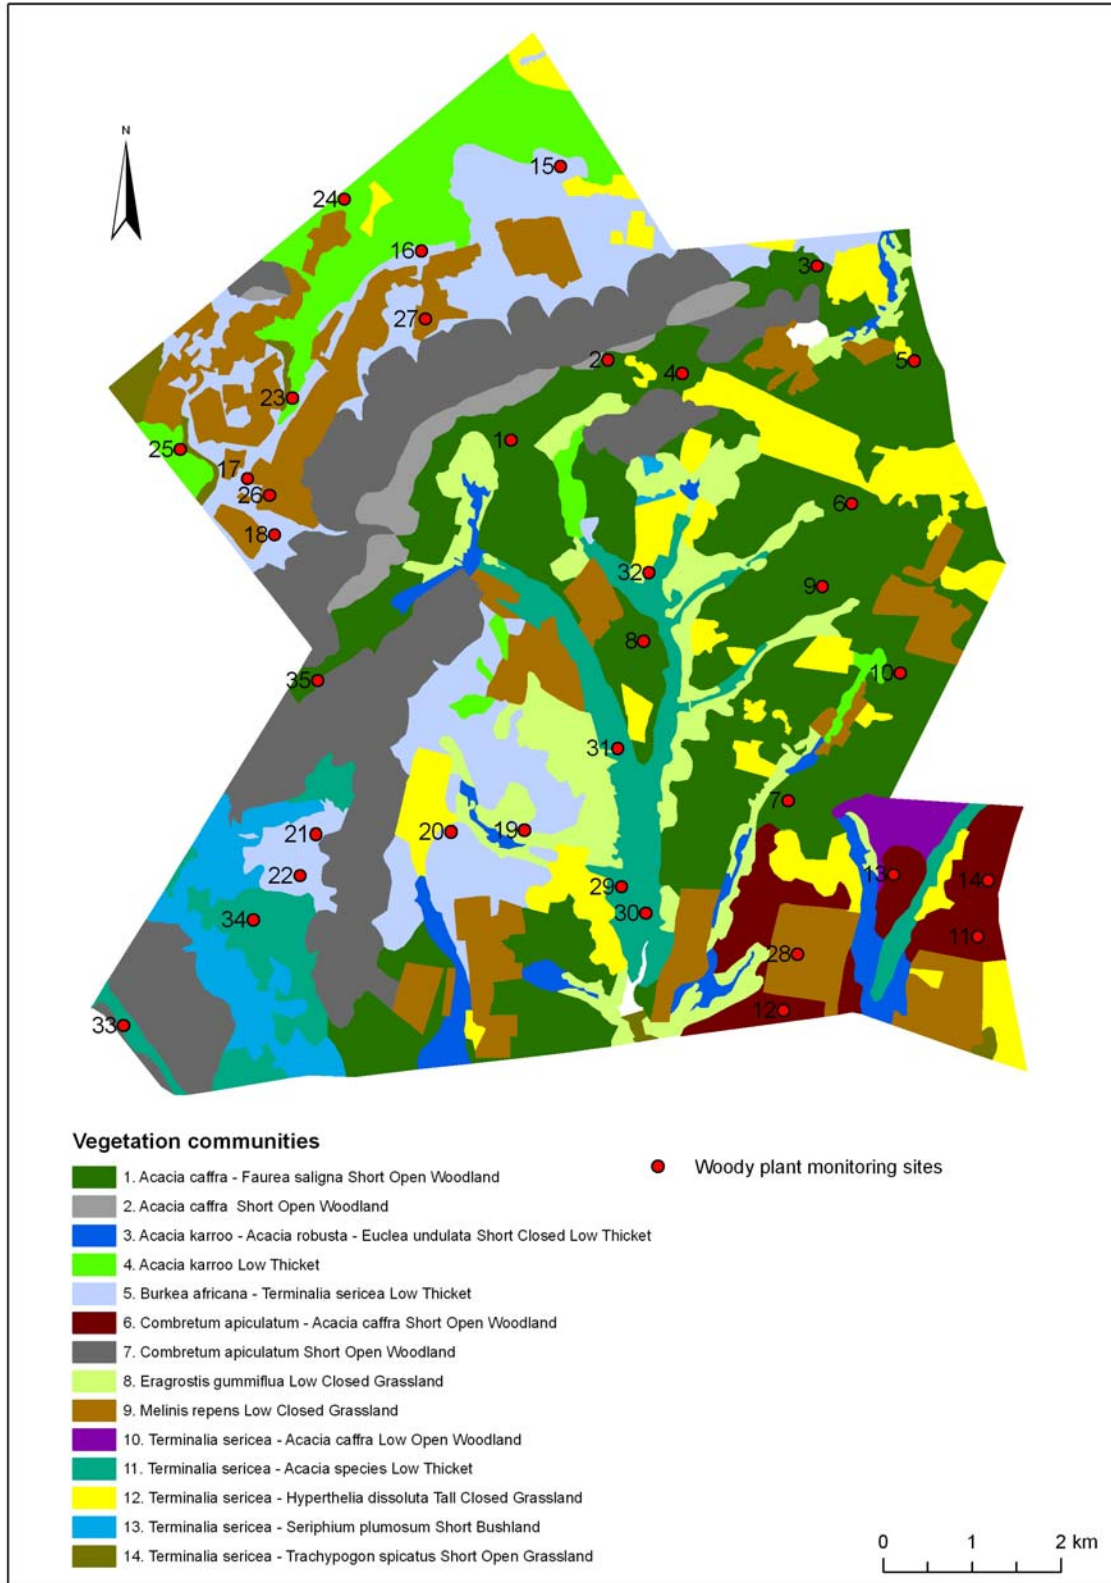 N
15
24
3
16
27
2
4
5
23
1
25
17
26
6
18
32
9
8
10
35
31
7
21
20
19
22
13
14
29
34
30
11
28
12
33
Vegetation communities
1. Acacia caffra - Faurea saligna Short Open Woodland
Woody plant monitoring sites
2. Acacia caffra Short Open Woodland
3. Acacia karroo - Acacia robusta - Euclea undulata Short Closed Low Thicket
4. Acacia karroo Low Thicket
5. Burkea africana - Terminalia sericea Low Thicket
6. Combretum apiculatum - Acacia caffra Short Open Woodland
7. Combretum apiculatum Short Open Woodland
8. Eragrostis gummiflua Low Closed Grassland
9. Melinis repens Low Closed Grassland
10. Terminalia sericea - Acacia caffra Low Open Woodland
11. Terminalia sericea - Acacia species Low Thicket
12. Terminalia sericea - Hyperthelia dissoluta Tall Closed Grassland
13. Terminalia sericea - Seriphium plumosum Short Bushland
14. Terminalia sericea - Trachypogon spicatus Short Open Grassland
0 1 2 km